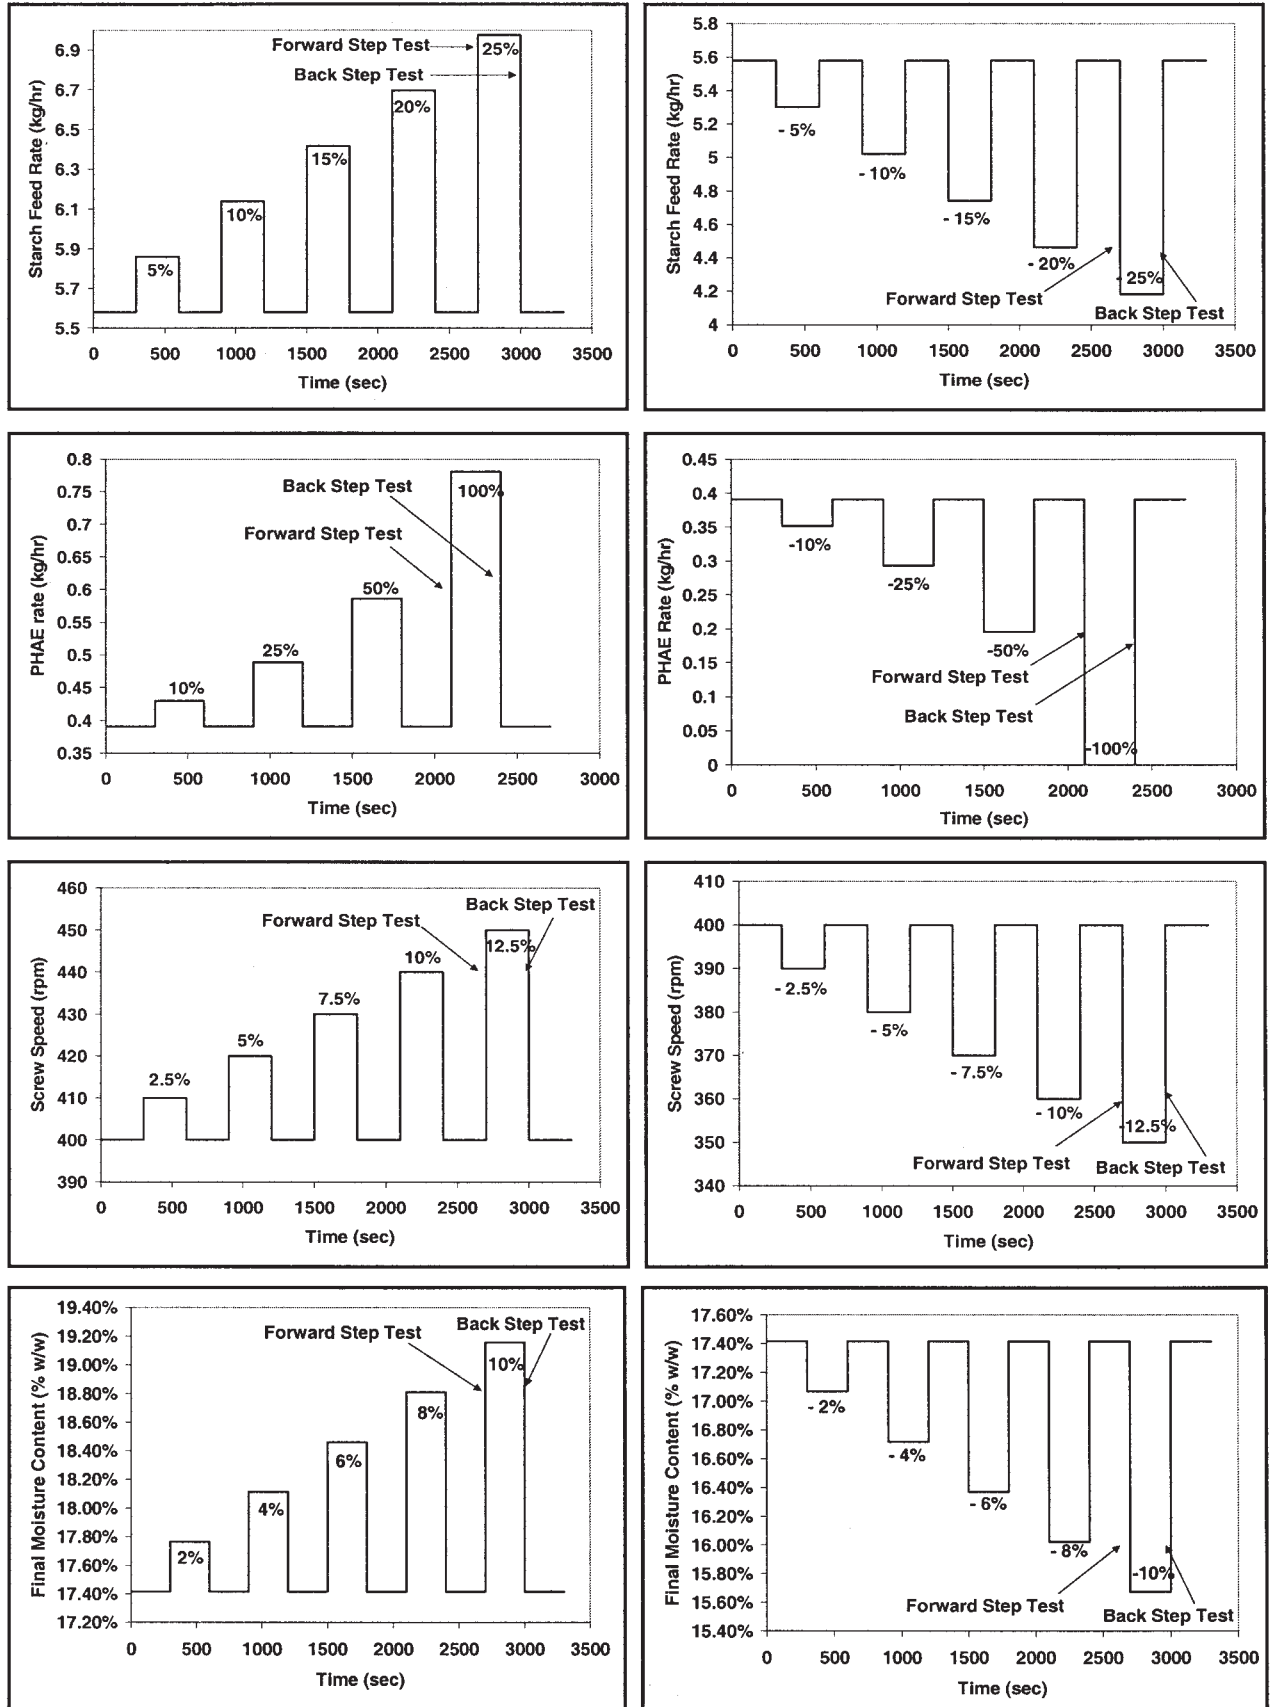 Starch Feed Rate (kg/hr)
6.9
6.7
6.5
6.3
6.1
5.9
5.7
5.5
Forward Step Test
Back Step Test
5%
10%
15%
20%
25%
0 500 1000 1500 2000 2500 3000 3500
Time (sec)
Starch Feed Rate (kg/hr)
5.8
5.6
5.4
5.2
5
4.8
4.6
4.4
4.2
4
- 5%
- 10%
- 15%
- 20%
- 25%
Forward Step Test
Back Step Test
0 500 1000 1500 2000 2500 3000 3500
Time (sec)
PHAE rate (kg/hr)
0.8
0.75
0.7
0.65
0.6
0.55
0.5
0.45
0.4
0.35
Back Step Test
Forward Step Test
10%
25%
50%
100%
0 500 1000 1500 2000 2500 3000
Time (sec)
PHAE Rate (kg/hr)
0.45
0.4
0.35
0.3
0.25
0.2
0.15
0.1
0.05
0
-10%
-25%
-50%
-100%
Forward Step Test
Back Step Test
0 500 1000 1500 2000 2500 3000
Time (sec)
Screw Speed (rpm)
460
450
440
430
420
410
400
390
Back Step Test
Forward Step Test
2.5%
5%
7.5%
10%
12.5%
0 500 1000 1500 2000 2500 3000 3500
Time (sec)
Screw Speed (rpm)
410
400
390
380
370
360
350
340
- 2.5%
- 5%
- 7.5%
- 10%
-12.5%
Forward Step Test
Back Step Test
0 500 1000 1500 2000 2500 3000 3500
Time (sec)
Final Moisture Content (% w/w)
19.40%
19.20%
19.00%
18.80%
18.60%
18.40%
18.20%
18.00%
17.80%
17.60%
17.40%
17.20%
Back Step Test
Forward Step Test
2%
4%
6%
8%
10%
0 500 1000 1500 2000 2500 3000 3500
Time (sec)
Final Moisture Content (% w/w)
17.60%
17.40%
17.20%
17.00%
16.80%
16.60%
16.40%
16.20%
16.00%
15.80%
15.60%
15.40%
- 2%
- 4%
- 6%
- 8%
-10%
Forward Step Test
Back Step Test
0 500 1000 1500 2000 2500 3000 3500
Time (sec)